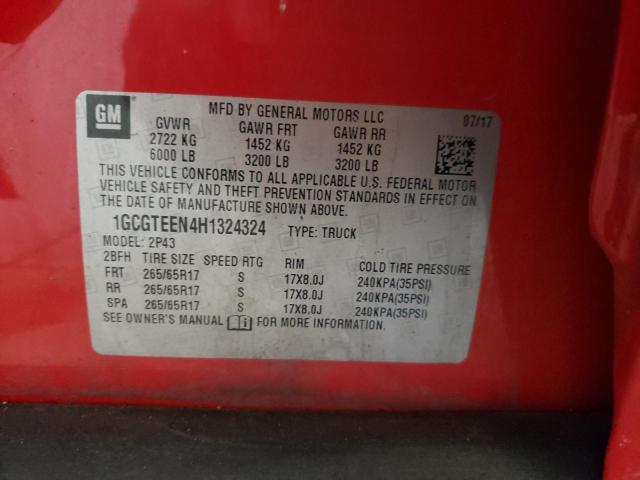 GM
MFD BY GENERAL MOTORS LLC
07/17
GVWR GAWR FRT GAWR RR
2722 KG 1452 KG 1452 KG
6000 LB 3200 LB 3200 LB
THIS VEHICLE CONFORMS TO ALL APPLICABLE U.S. FEDERAL MOTOR
VEHICLE SAFETY AND THEFT PREVENTION STANDARDS IN EFFECT ON
THE DATE OF MANUFACTURE SHOWN ABOVE.
1GCGTEEN4H1324324 TYPE: TRUCK
MODEL: 2P43
2BFH TIRE SIZE SPEED RTG RIM COLD TIRE PRESSURE
FRT 265/65R17 S 17X8.0J 240KPA(35PSI)
RR 265/65R17 S 17X8.0J 240KPA(35PSI)
SPA 265/65R17 S 17X8.0J 240KPA(35PSI)
SEE OWNER'S MANUAL FOR MORE INFORMATION.